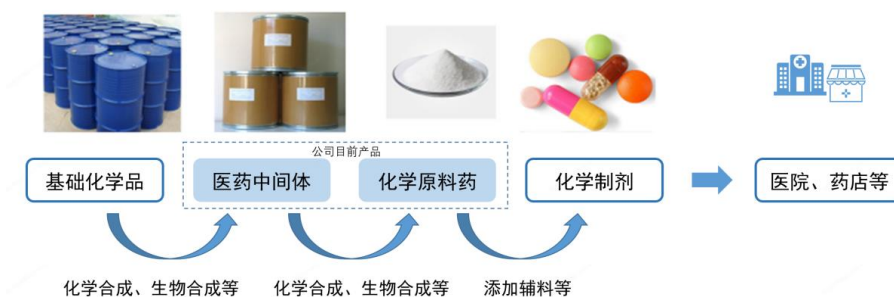 公司目前产品
基础化学品
医药中间体
化学原料药
化学制剂
医院、药店等
化学合成、生物合成等
化学合成、生物合成等
添加辅料等